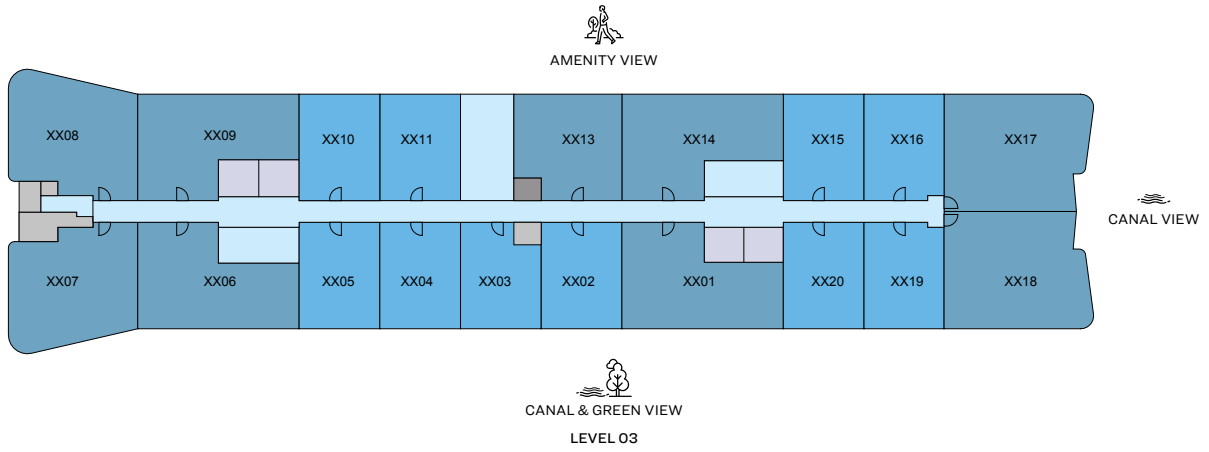 AMENITY VIEW
XX08
XX09
XX10
XX11
XX13
XX14
XX15
XX16
XX17
CANAL VIEW
XX07
XX06
XX05
XX04
XX03
XX02
XX01
XX20
XX19
XX18
CANAL & GREEN VIEW
LEVEL 03